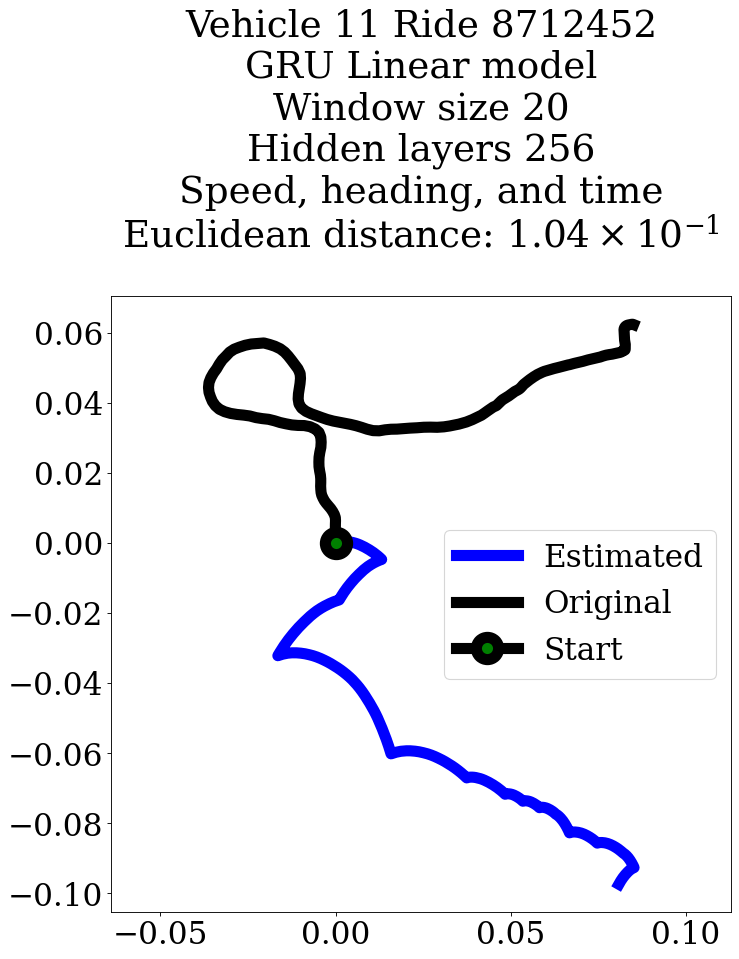 Vehicle 11 Ride 8712452
GRU Linear model
Window size 20
Hidden layers 256
Speed, heading, and time
Euclidean distance: 1.04 × 10⁻¹
0.06
0.04
0.02
0.00
−0.02
−0.04
−0.06
−0.08
−0.10
Estimated
Original
Start
−0.05
0.00
0.05
0.10